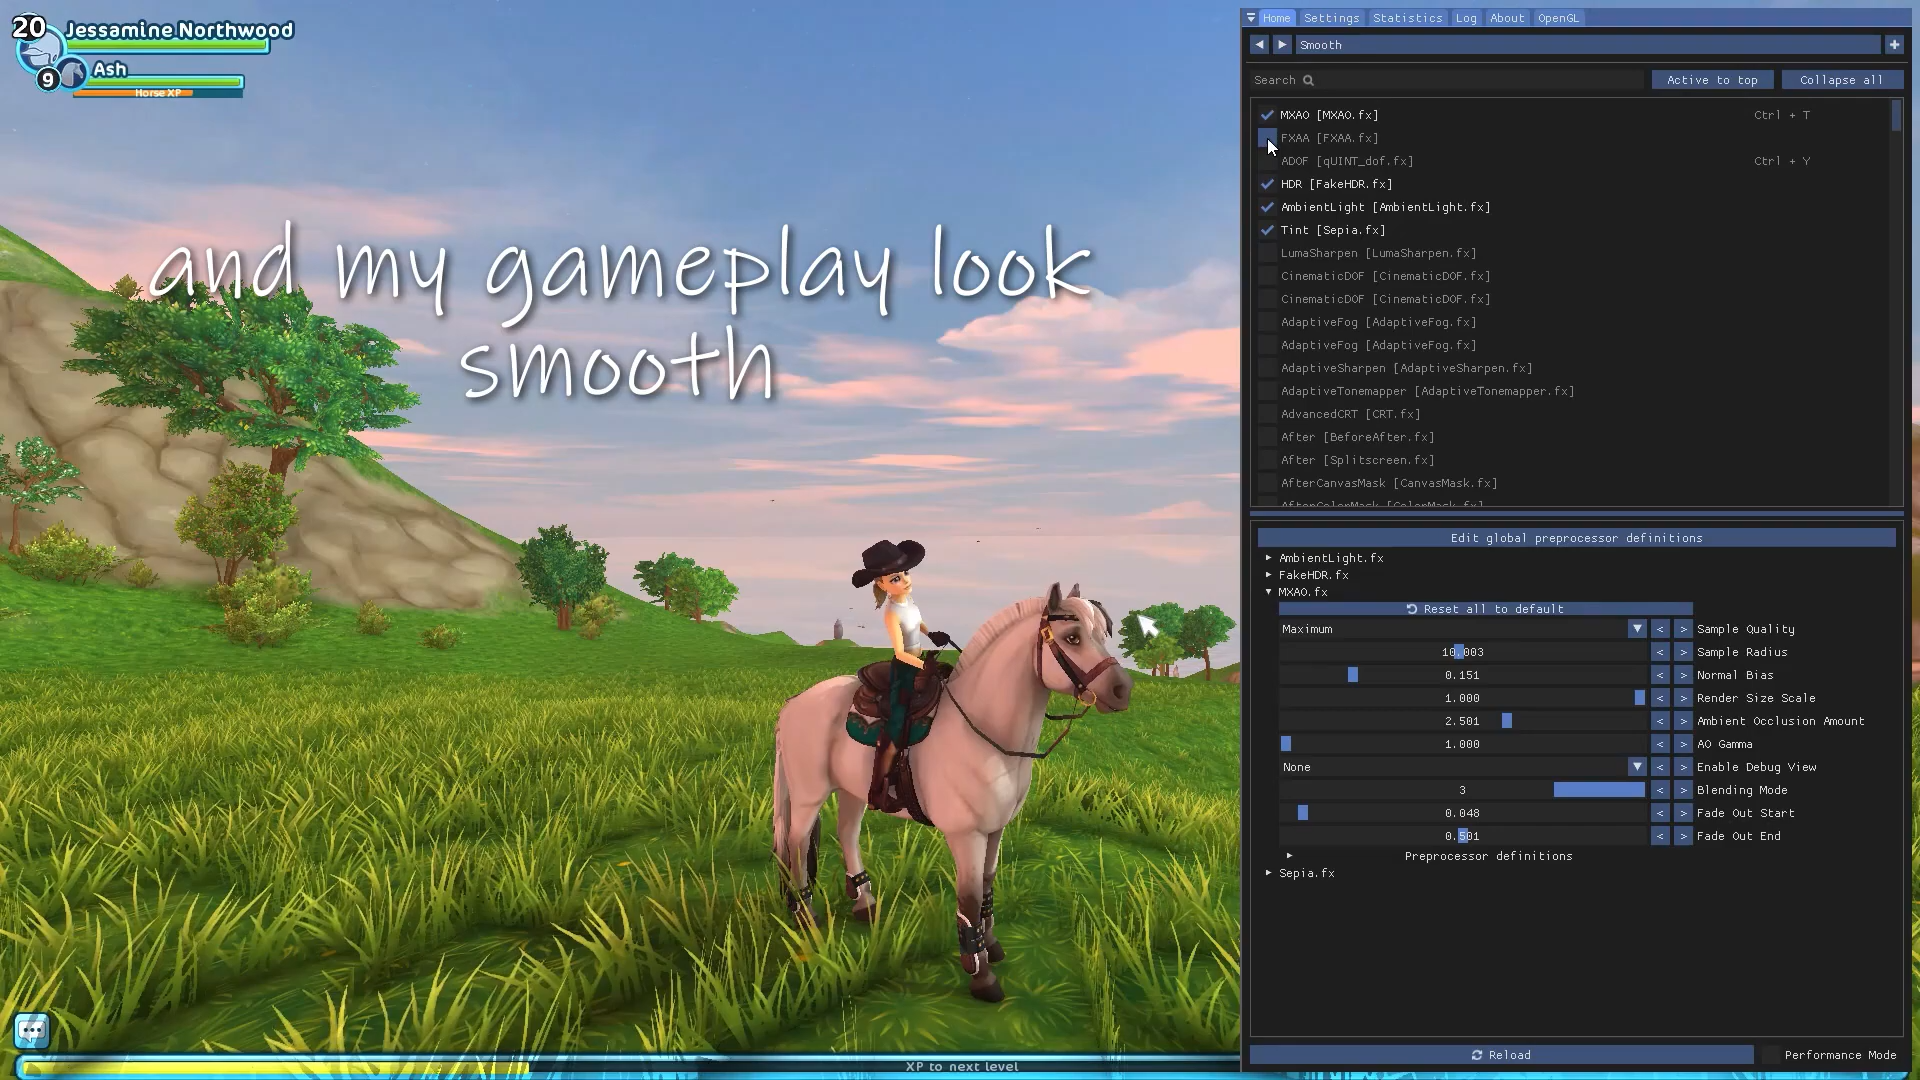 20 Jessamine Northwood
9 Ash
Horse XP
and my gameplay look
smooth
XP to next level
Home Settings Statistics Log About OpenGL
Smooth
Search
Active to top
Collapse all
MXAO [MXAO.fx] Ctrl + T
FXAA [FXAA.fx]
ADOF [qUINT_dof.fx] Ctrl + Y
HDR [FakeHDR.fx]
AmbientLight [AmbientLight.fx]
Tint [Sepia.fx]
LumaSharpen [LumaSharpen.fx]
CinematicDOF [CinematicDOF.fx]
CinematicDOF [CinematicDOF.fx]
AdaptiveFog [AdaptiveFog.fx]
AdaptiveFog [AdaptiveFog.fx]
AdaptiveSharpen [AdaptiveSharpen.fx]
AdaptiveTonemapper [AdaptiveTonemapper.fx]
AdvancedCRT [CRT.fx]
After [BeforeAfter.fx]
After [Splitscreen.fx]
AfterCanvasMask [CanvasMask.fx]
AfterColorMask [ColorMask.fx]
Edit global preprocessor definitions
AmbientLight.fx
FakeHDR.fx
MXAO.fx
Reset all to default
Maximum < > Sample Quality
10.003 < > Sample Radius
0.151 < > Normal Bias
1.000 < > Render Size Scale
2.501 < > Ambient Occlusion Amount
1.000 < > AO Gamma
None < > Enable Debug View
3 < > Blending Mode
0.048 < > Fade Out Start
0.501 < > Fade Out End
Preprocessor definitions
Sepia.fx
Reload
Performance Mode